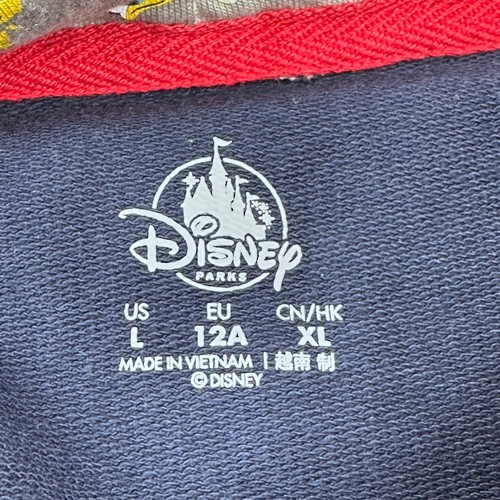 Disney
PARKS
US EU CN/HK
L 12A XL
MADE IN VIETNAM | 越南 制
© DISNEY